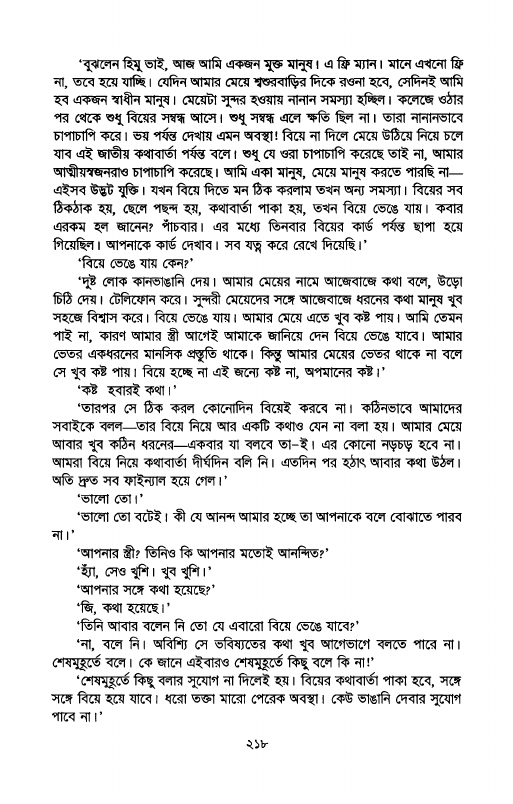 ‘বুঝলেন হিমু ভাই, আজ আমি একজন মুক্ত মানুষ। এ ফ্রি ম্যান। মানে এখনো ফ্রি
না, তবে হয়ে যাচ্ছি। যেদিন আমার মেয়ে শ্বশুরবাড়ির দিকে রওনা হবে, সেদিনই আমি
হব একজন স্বাধীন মানুষ। মেয়েটা সুন্দর হওয়ায় নানান সমস্যা হচ্ছিল। কলেজে ওঠার
পর থেকে শুধু বিয়ের সম্বন্ধ আসে। শুধু সম্বন্ধ এলে ক্ষতি ছিল না। তারা নানানভাবে
চাপাচাপি করে। ভয় পর্যন্ত দেখায় এমন অবস্থা! বিয়ে না দিলে মেয়ে উঠিয়ে নিয়ে চলে
যাব এই জাতীয় কথাবার্তা পর্যন্ত বলে। শুধু যে ওরা চাপাচাপি করেছে তাই না, আমার
আত্মীয়স্বজনরাও চাপাচাপি করেছে। আমি একা মানুষ, মেয়ে মানুষ করতে পারছি না—
এইসব উদ্ভট যুক্তি। যখন বিয়ে দিতে মন ঠিক করলাম তখন অন্য সমস্যা। বিয়ের সব
ঠিকঠাক হয়, ছেলে পছন্দ হয়, কথাবার্তা পাকা হয়, তখন বিয়ে ভেঙে যায়। কবার
এরকম হল জানেন? পাঁচবার। এর মধ্যে তিনবার বিয়ের কার্ড পর্যন্ত ছাপা হয়ে
গিয়েছিল। আপনাকে কার্ড দেখাব। সব যত্ন করে রেখে দিয়েছি।’
‘বিয়ে ভেঙে যায় কেন?’
‘দুষ্ট লোক কানভাঙানি দেয়। আমার মেয়ের নামে আজেবাজে কথা বলে, উড়ো
চিঠি দেয়। টেলিফোন করে। সুন্দরী মেয়েদের সঙ্গে আজেবাজে ধরনের কথা মানুষ খুব
সহজে বিশ্বাস করে। বিয়ে ভেঙে যায়। আমার মেয়ে এতে খুব কষ্ট পায়। আমি তেমন
পাই না, কারণ আমার স্ত্রী আগেই আমাকে জানিয়ে দেন বিয়ে ভেঙে যাবে। আমার
ভেতর একধরনের মানসিক প্রস্তুতি থাকে। কিন্তু আমার মেয়ের ভেতর থাকে না বলে
সে খুব কষ্ট পায়। বিয়ে হচ্ছে না এই জন্যে কষ্ট না, অপমানের কষ্ট।’
‘কষ্ট হবারই কথা।’
‘তারপর সে ঠিক করল কোনোদিন বিয়েই করবে না। কঠিনভাবে আমাদের
সবাইকে বলল—তার বিয়ে নিয়ে আর একটি কথাও যেন না বলা হয়। আমার মেয়ে
আবার খুব কঠিন ধরনের—একবার যা বলবে তা-ই। এর কোনো নড়চড় হবে না।
আমরা বিয়ে নিয়ে কথাবার্তা দীর্ঘদিন বলি নি। এতদিন পর হঠাৎ আবার কথা উঠল।
অতি দ্রুত সব ফাইন্যাল হয়ে গেল।’
‘ভালো তো।’
‘ভালো তো বটেই। কী যে আনন্দ আমার হচ্ছে তা আপনাকে বলে বোঝাতে পারব
না।’
‘আপনার স্ত্রী? তিনিও কি আপনার মতোই আনন্দিত?’
‘হ্যাঁ, সেও খুশি। খুব খুশি।’
‘আপনার সঙ্গে কথা হয়েছে?’
‘জি, কথা হয়েছে।’
‘তিনি আবার বলেন নি তো যে এবারো বিয়ে ভেঙে যাবে?’
‘না, বলে নি। অবিশ্যি সে ভবিষ্যতের কথা খুব আগেভাগে বলতে পারে না।
শেষমুহূর্তে বলে। কে জানে এইবারও শেষমুহূর্তে কিছু বলে কি না!’
‘শেষমুহূর্তে কিছু বলার সুযোগ না দিলেই হয়। বিয়ের কথাবার্তা পাকা হবে, সঙ্গে
সঙ্গে বিয়ে হয়ে যাবে। ধরো তক্তা মারো পেরেক অবস্থা। কেউ ভাঙানি দেবার সুযোগ
পাবে না।’
২১৮